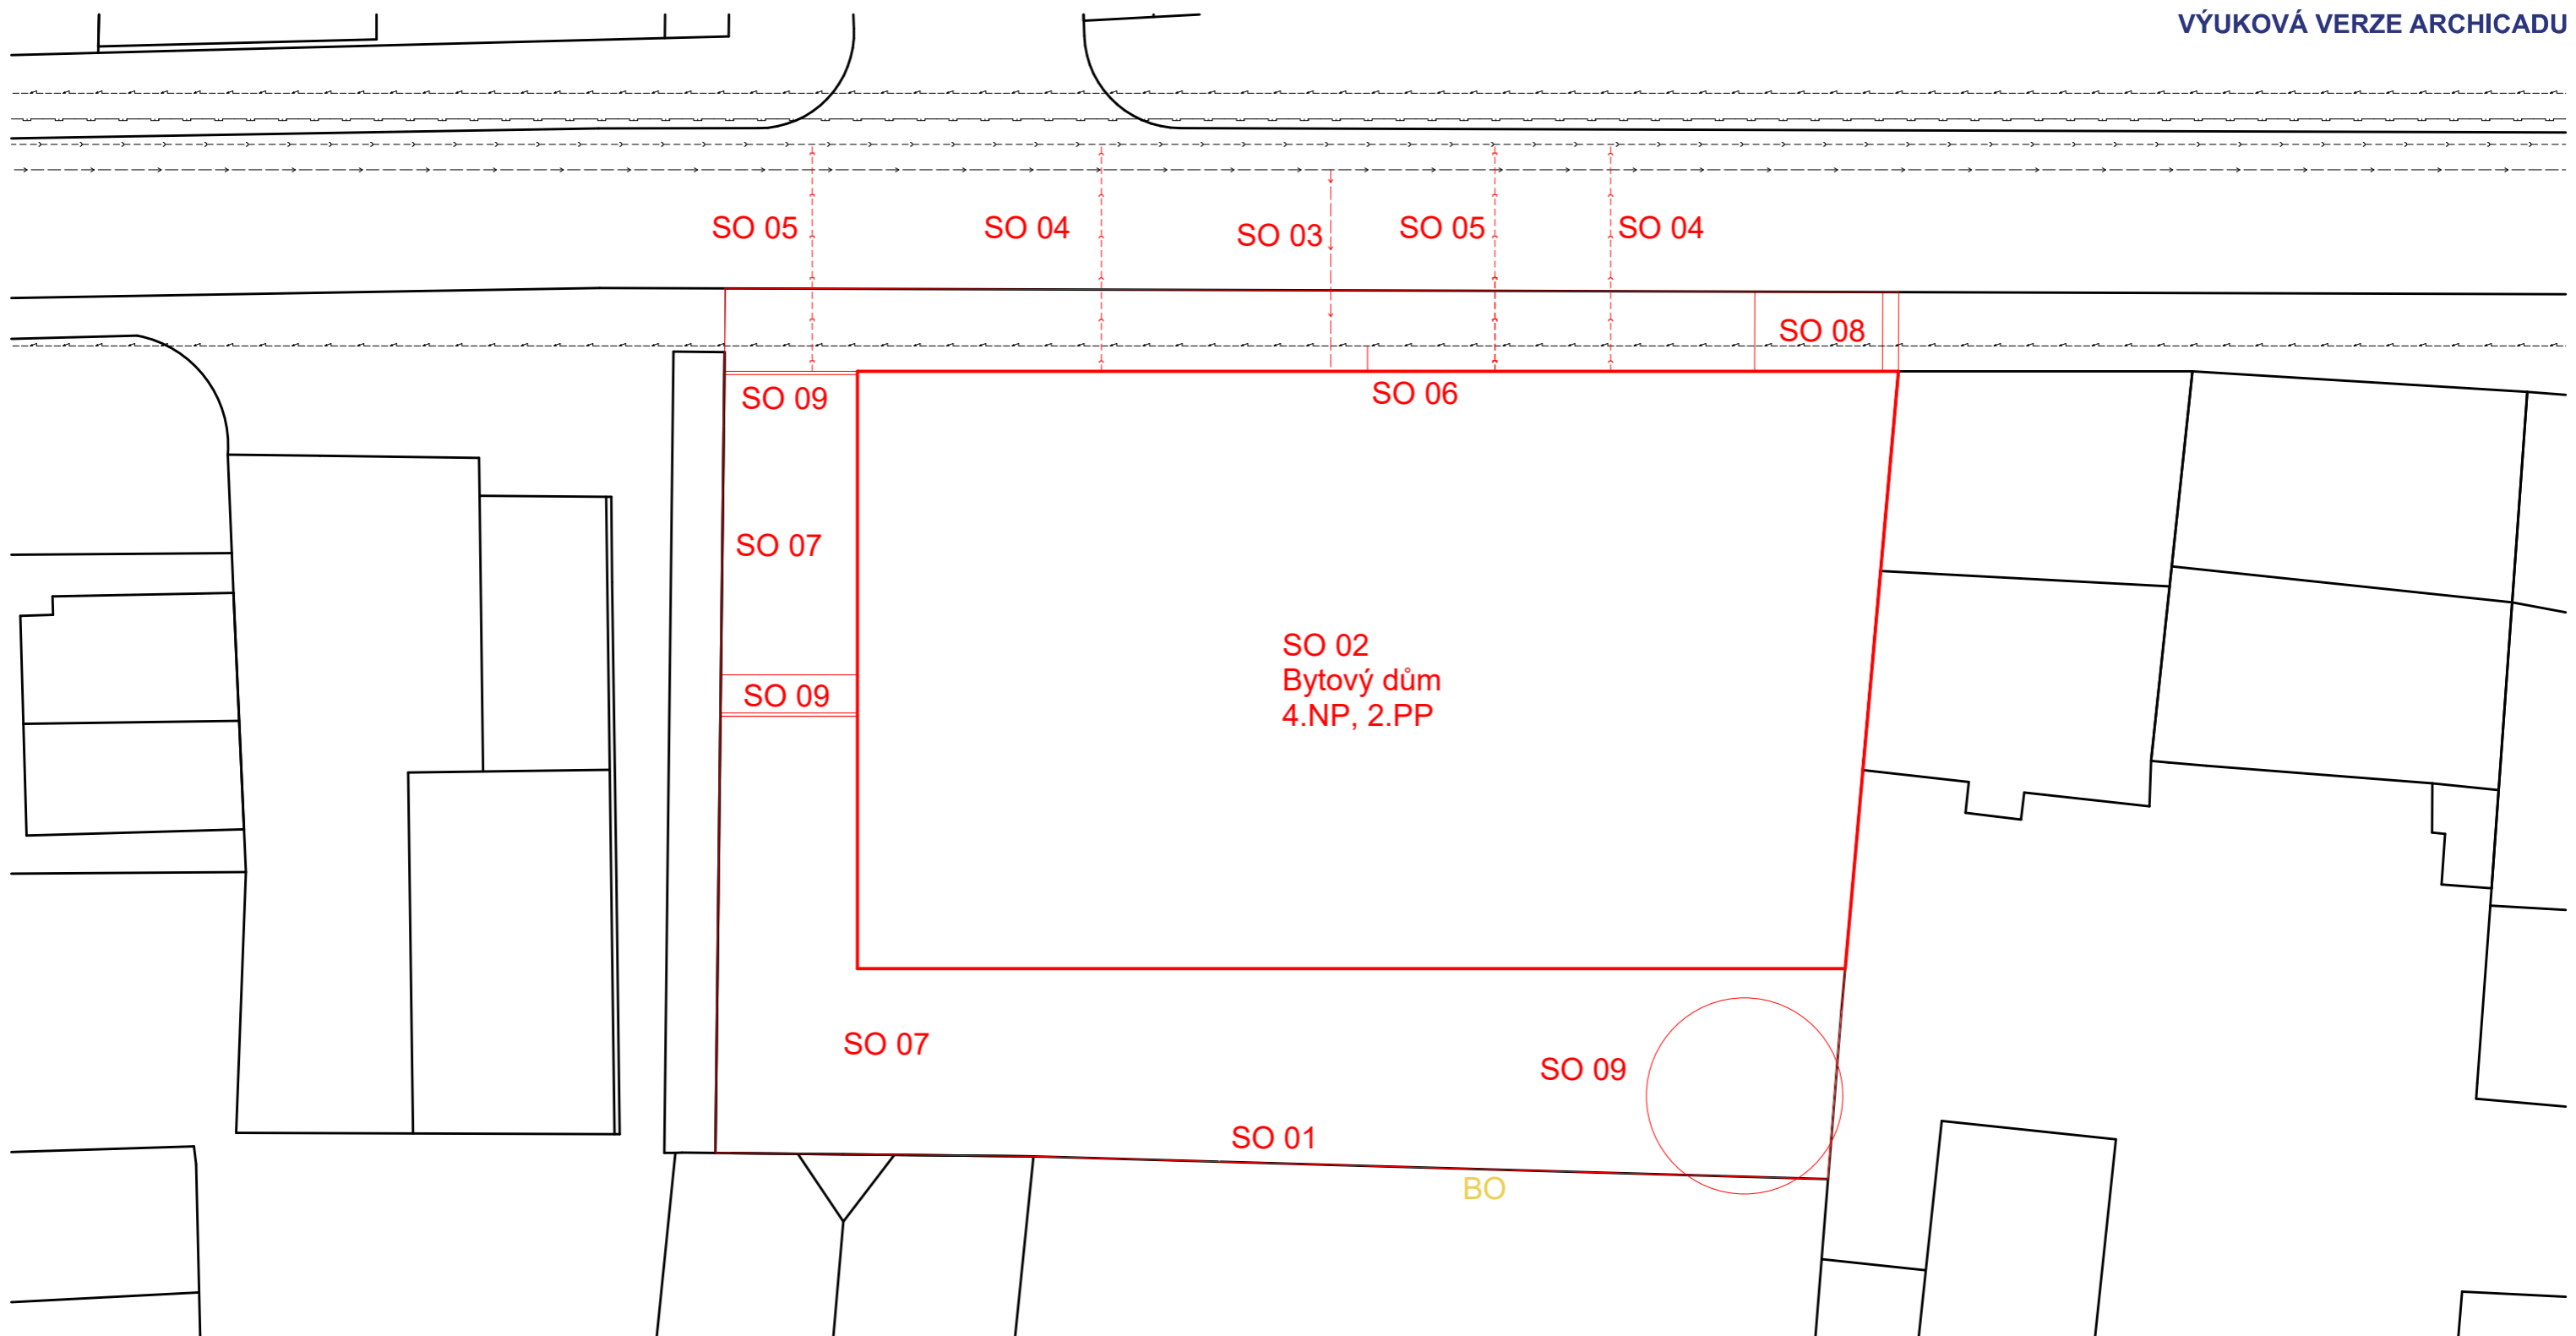 VÝUKOVÁ VERZE ARCHICADU
SO 05
SO 04
SO 03
SO 05
SO 04
SO 08
SO 09
SO 06
SO 07
SO 02
Bytový dům
4.NP, 2.PP
SO 09
SO 07
SO 09
SO 01
BO